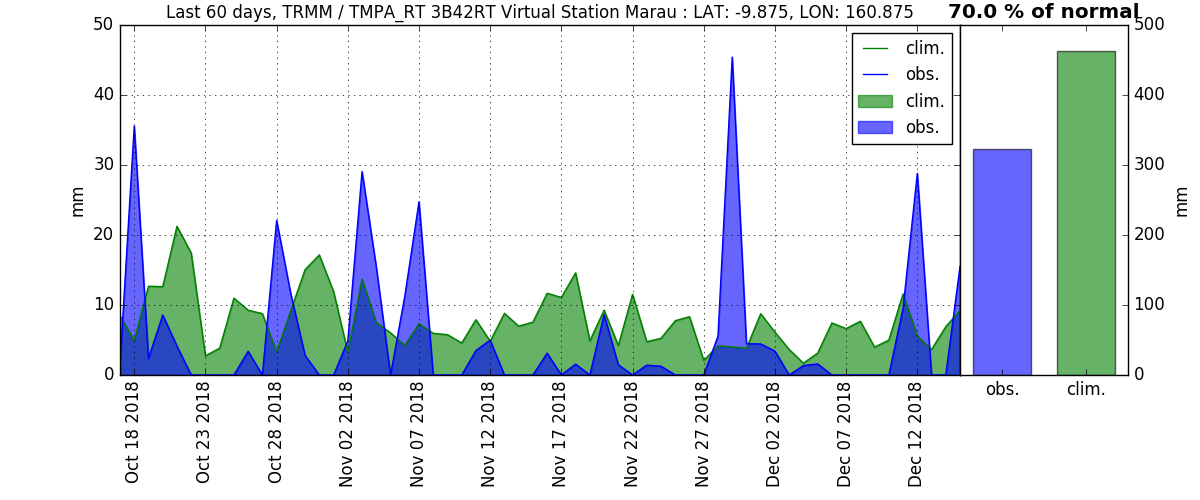 Last 60 days, TRMM / TMPA_RT 3B42RT Virtual Station Marau : LAT: -9.875, LON: 160.875
70.0 % of normal
50
40
30
20
10
0
mm
clim.
obs.
clim.
obs.
Oct 18 2018
Oct 23 2018
Oct 28 2018
Nov 02 2018
Nov 07 2018
Nov 12 2018
Nov 17 2018
Nov 22 2018
Nov 27 2018
Dec 02 2018
Dec 07 2018
Dec 12 2018
500
400
300
200
100
0
mm
obs.
clim.